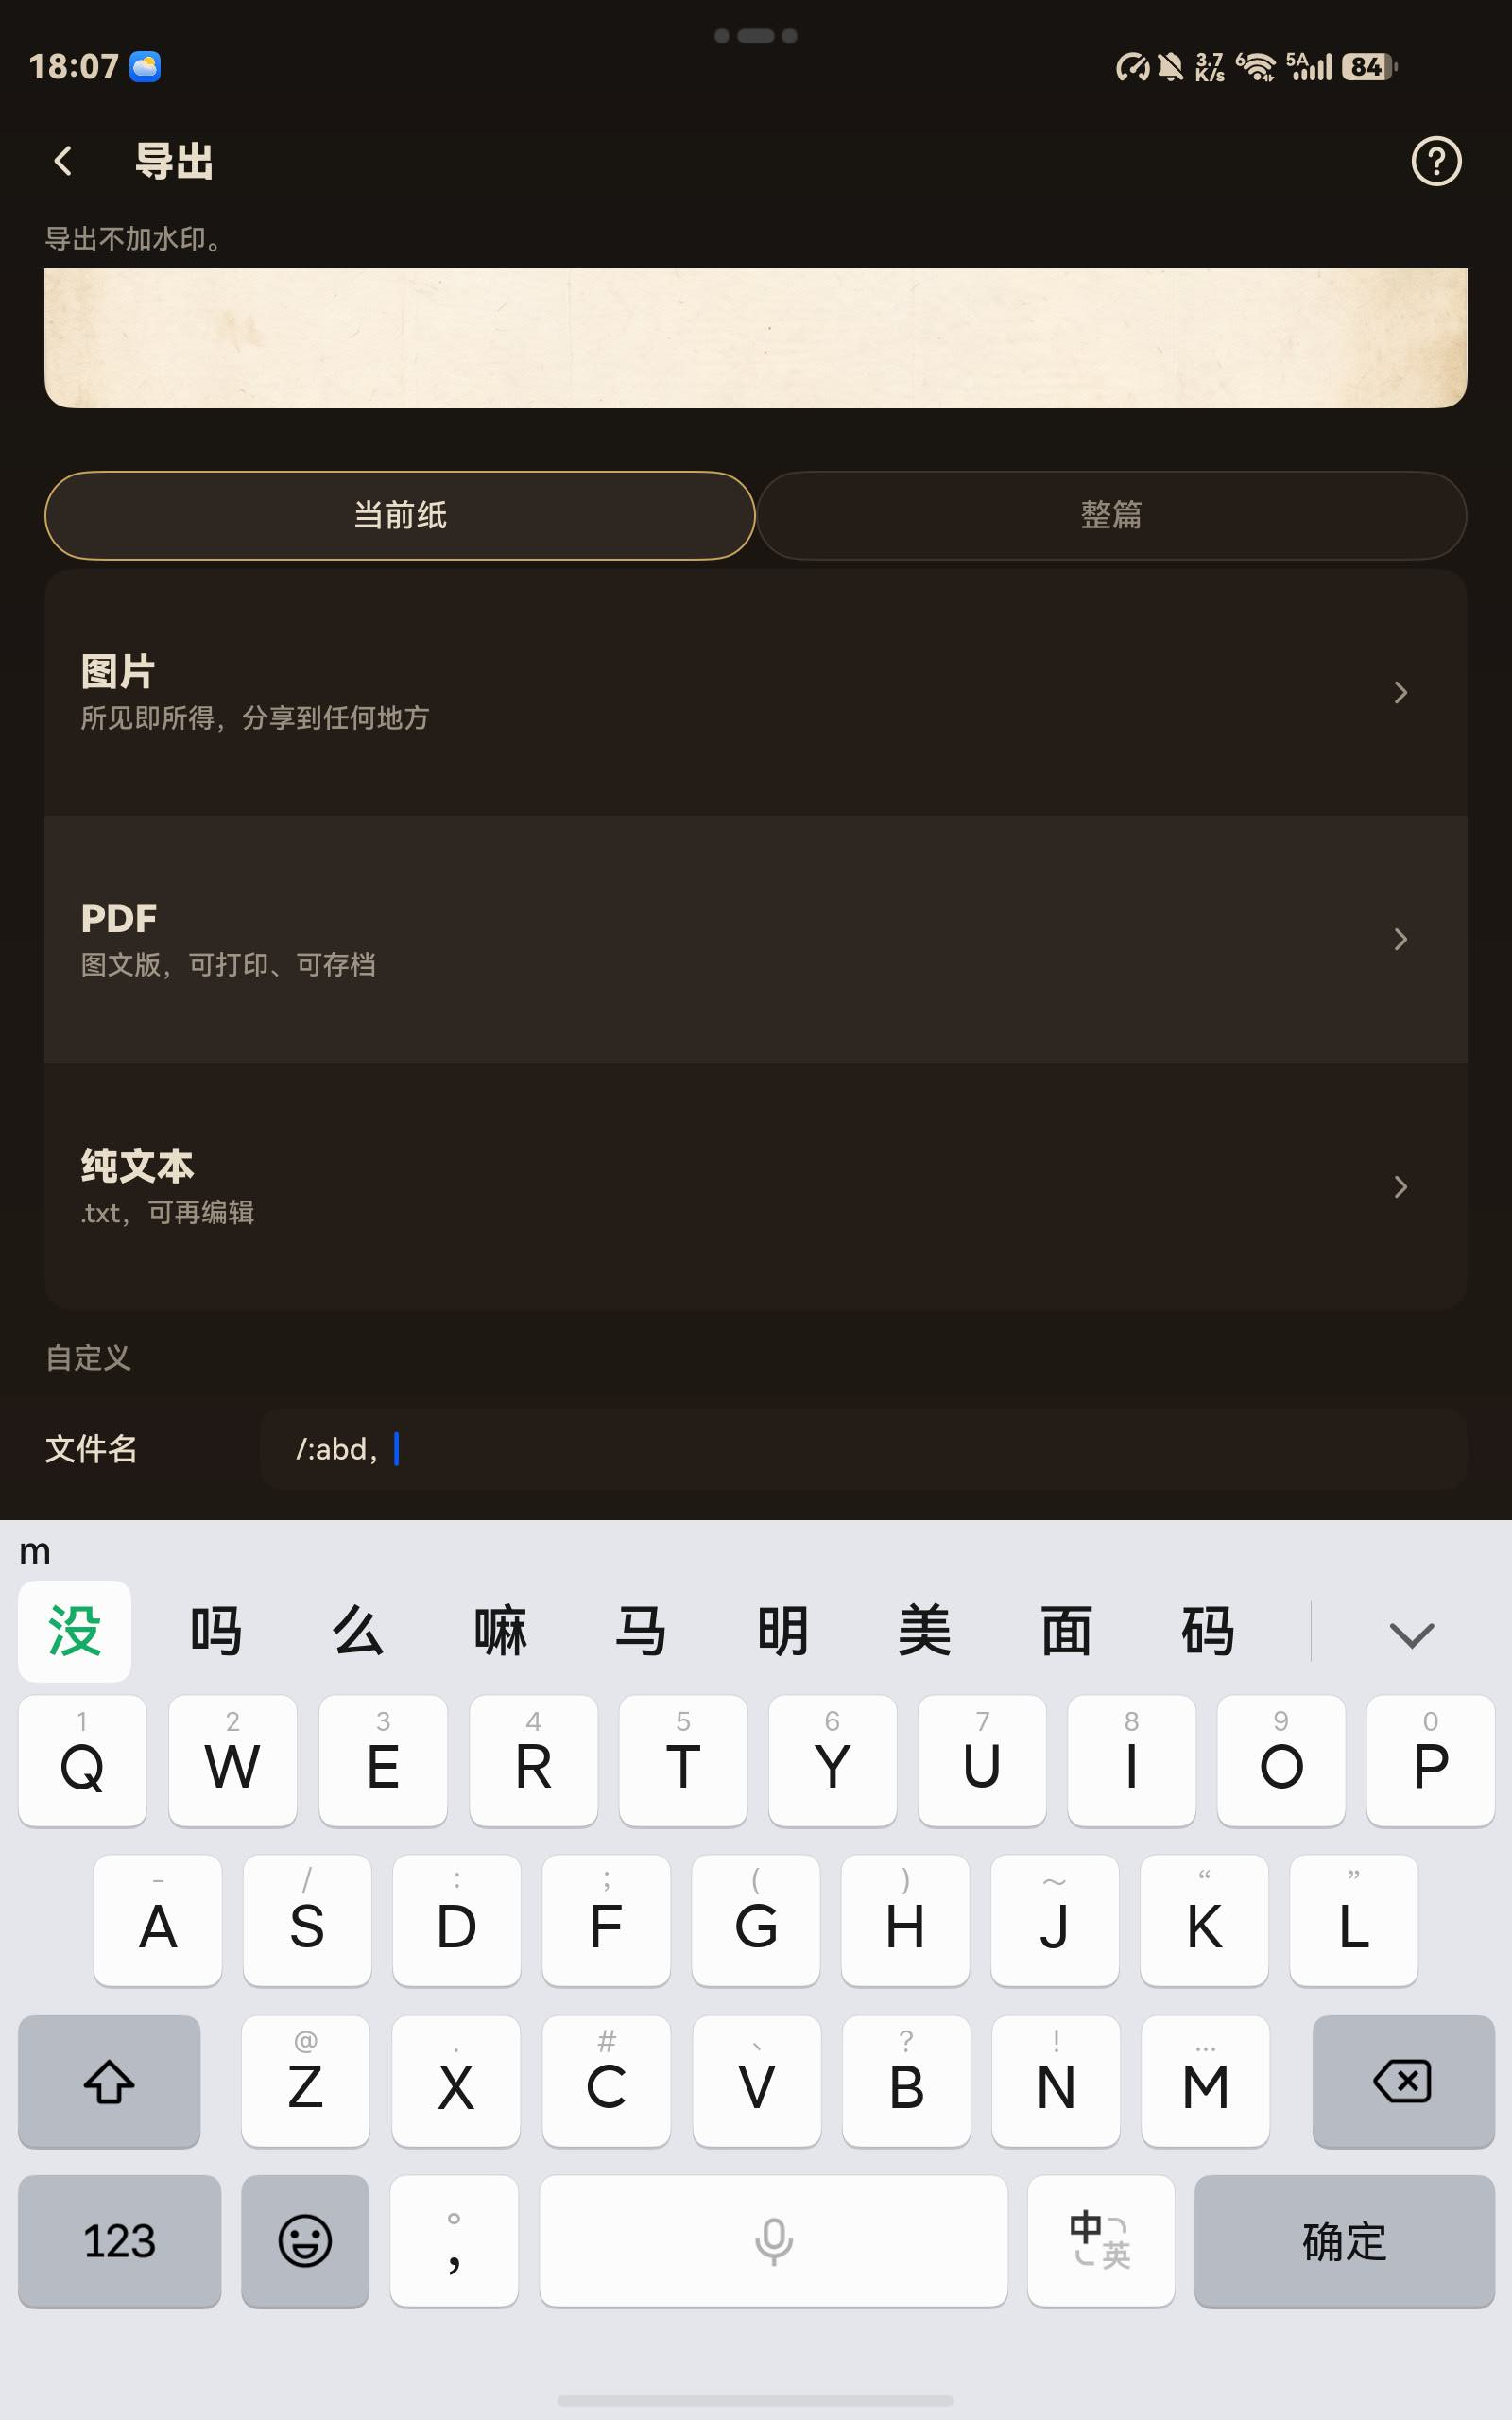 18:07 3.7 K/s 6 5A 84
导出
导出不加水印。
当前纸 整篇
图片
所见即所得，分享到任何地方
PDF
图文版，可打印、可存档
纯文本
.txt，可再编辑
自定义
文件名 /:abd，
m
没 吗 么 嘛 马 明 美 面 码
1 2 3 4 5 6 7 8 9 0
Q W E R T Y U I O P
- / : ; ( ) ～ “ ”
A S D F G H J K L
@ . # 、 ? ! …
Z X C V B N M
123 。 ， 中 英 确定